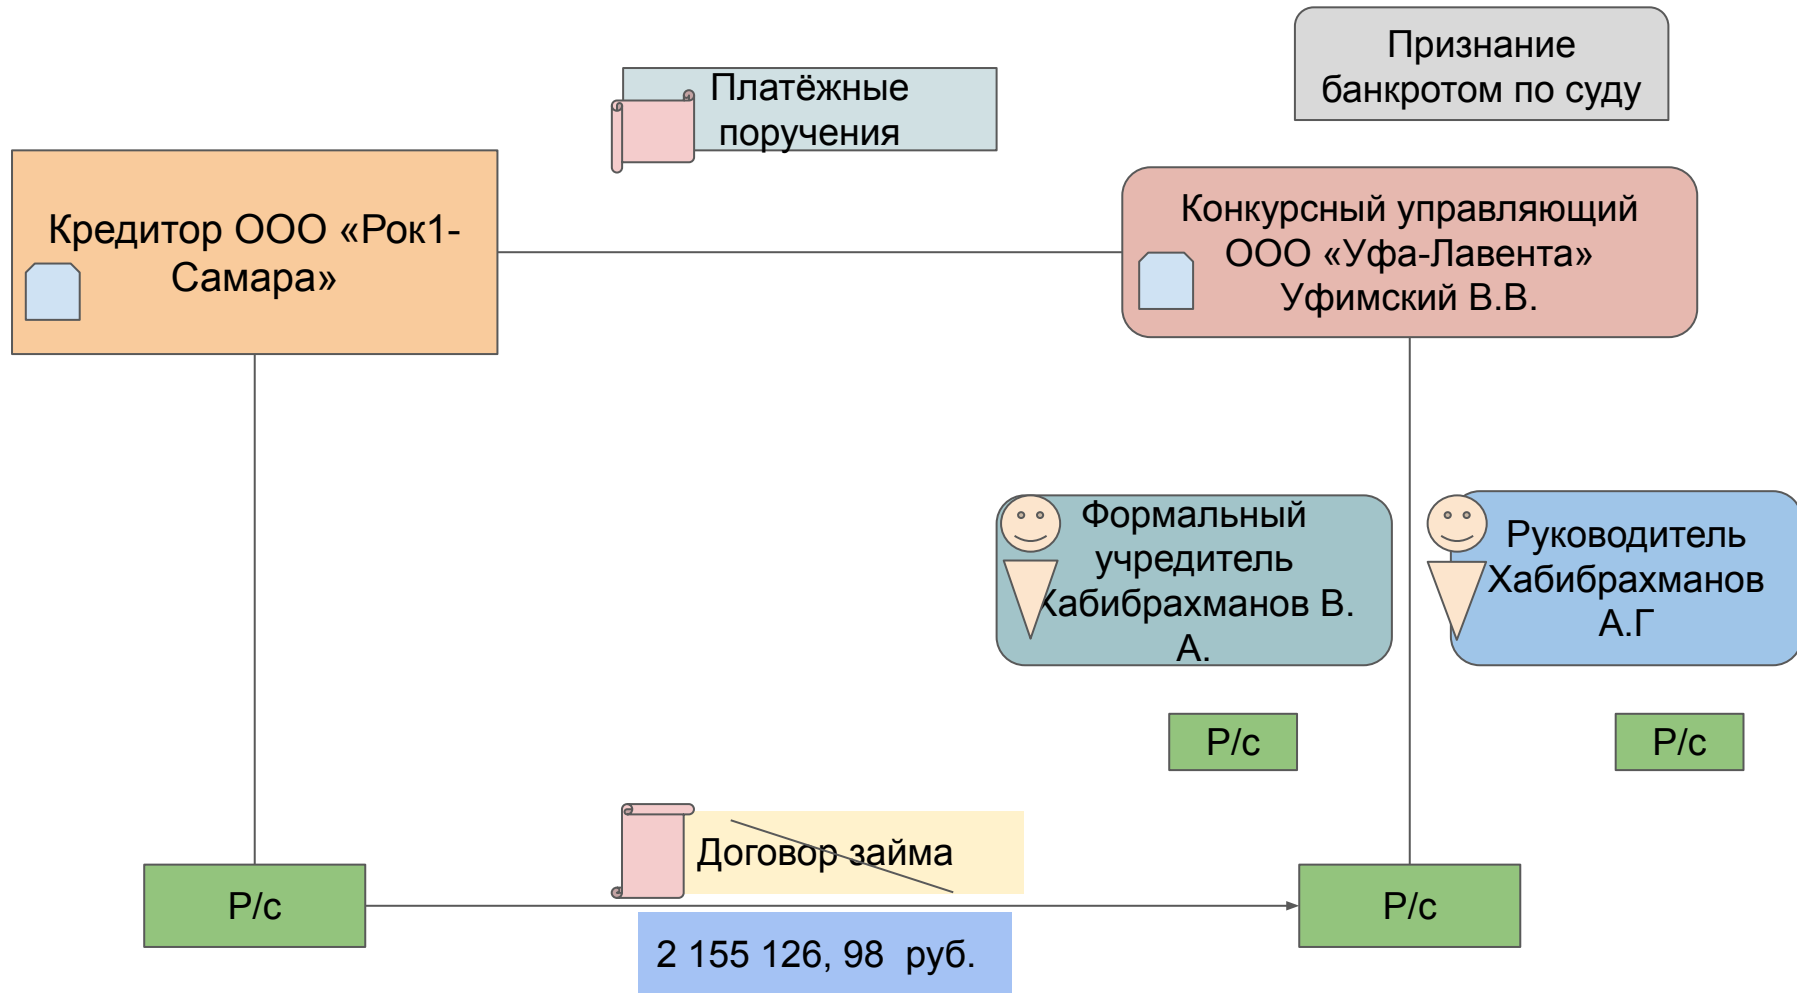 Признание
банкротом по суду
Платёжные
поручения
Кредитор ООО «Рок1-
Самара»
Конкурсный управляющий
ООО «Уфа-Лавента»
Уфимский В.В.
Формальный
учредитель
Хабибрахманов В.
А.
Руководитель
Хабибрахманов
А.Г
Р/с
Р/с
Договор займа
Р/с
Р/с
2 155 126, 98 руб.